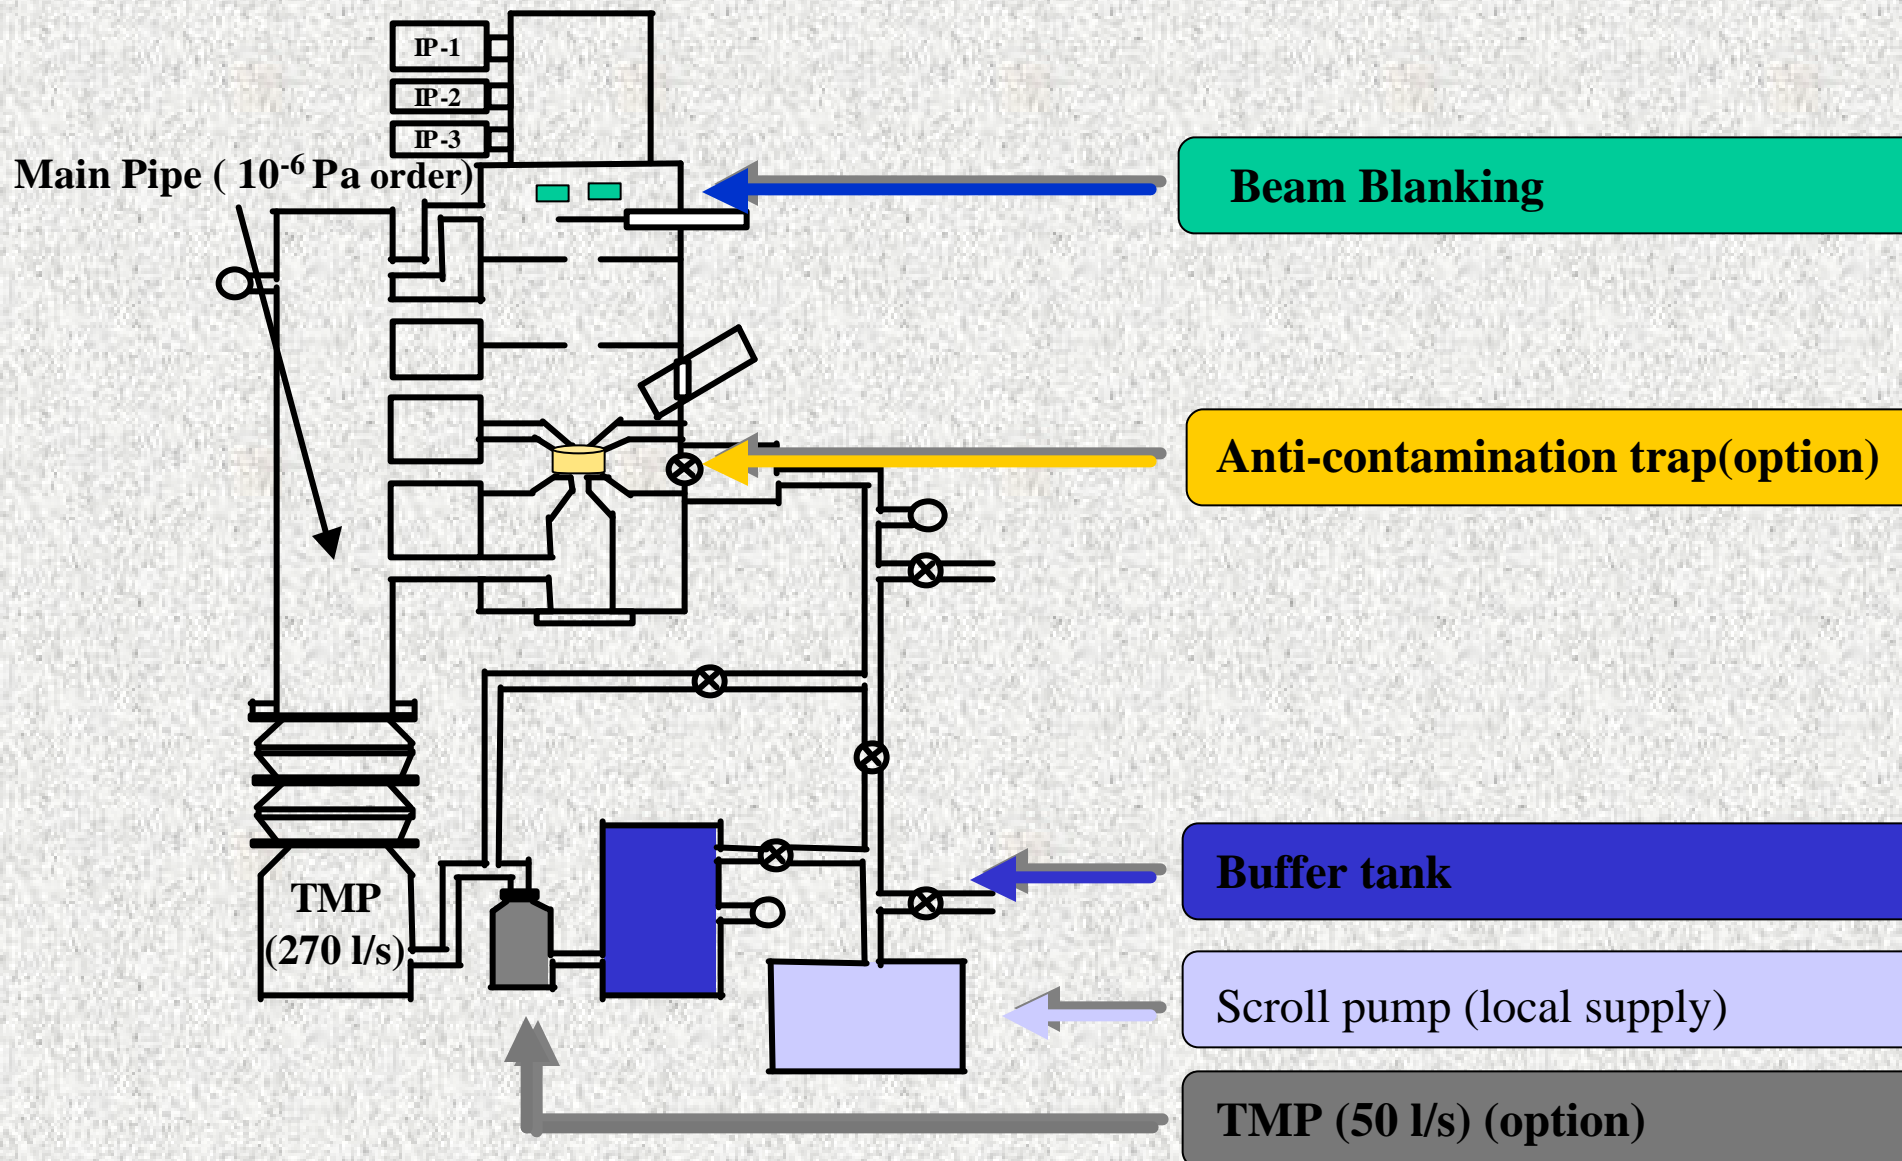 IP-1
IP-2
IP-3
Main Pipe ( 10⁻⁶ Pa order)
Beam Blanking
Anti-contamination trap(option)
Buffer tank
TMP
(270 l/s)
Scroll pump (local supply)
TMP (50 l/s) (option)